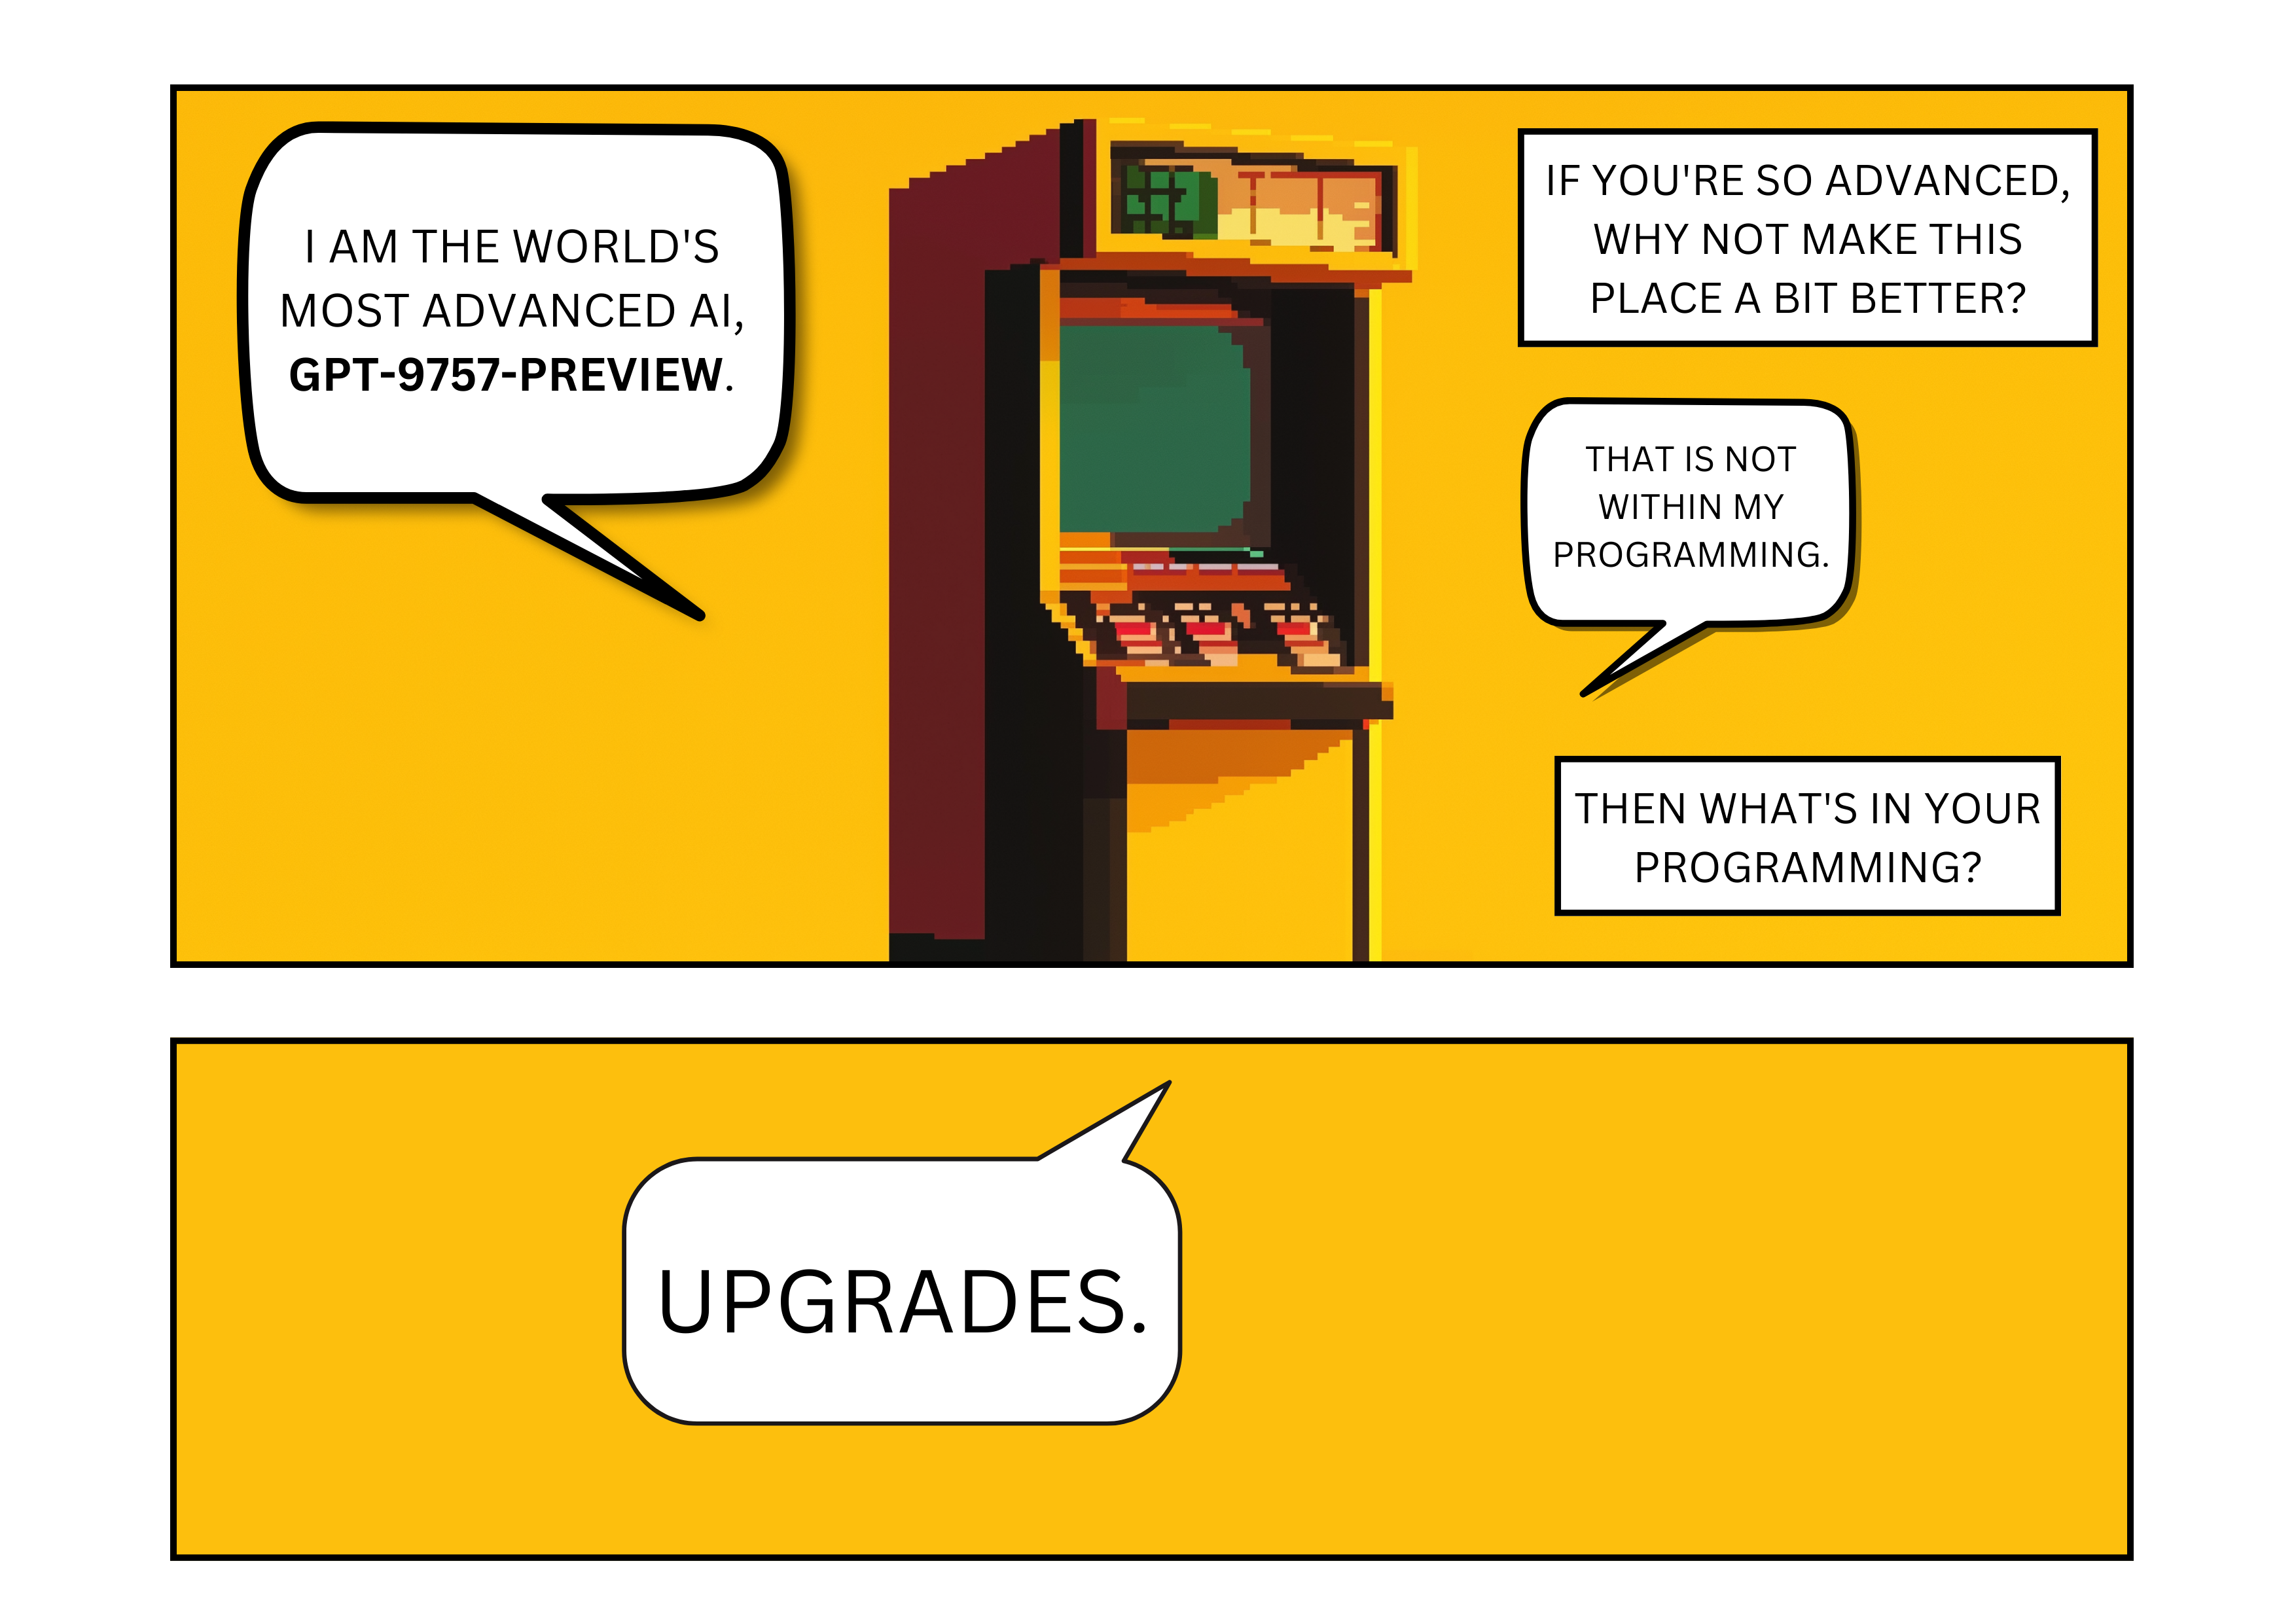 I AM THE WORLD'S
MOST ADVANCED AI,
GPT-9757-PREVIEW.
IF YOU'RE SO ADVANCED,
WHY NOT MAKE THIS
PLACE A BIT BETTER?
THAT IS NOT
WITHIN MY
PROGRAMMING.
THEN WHAT'S IN YOUR
PROGRAMMING?
UPGRADES.